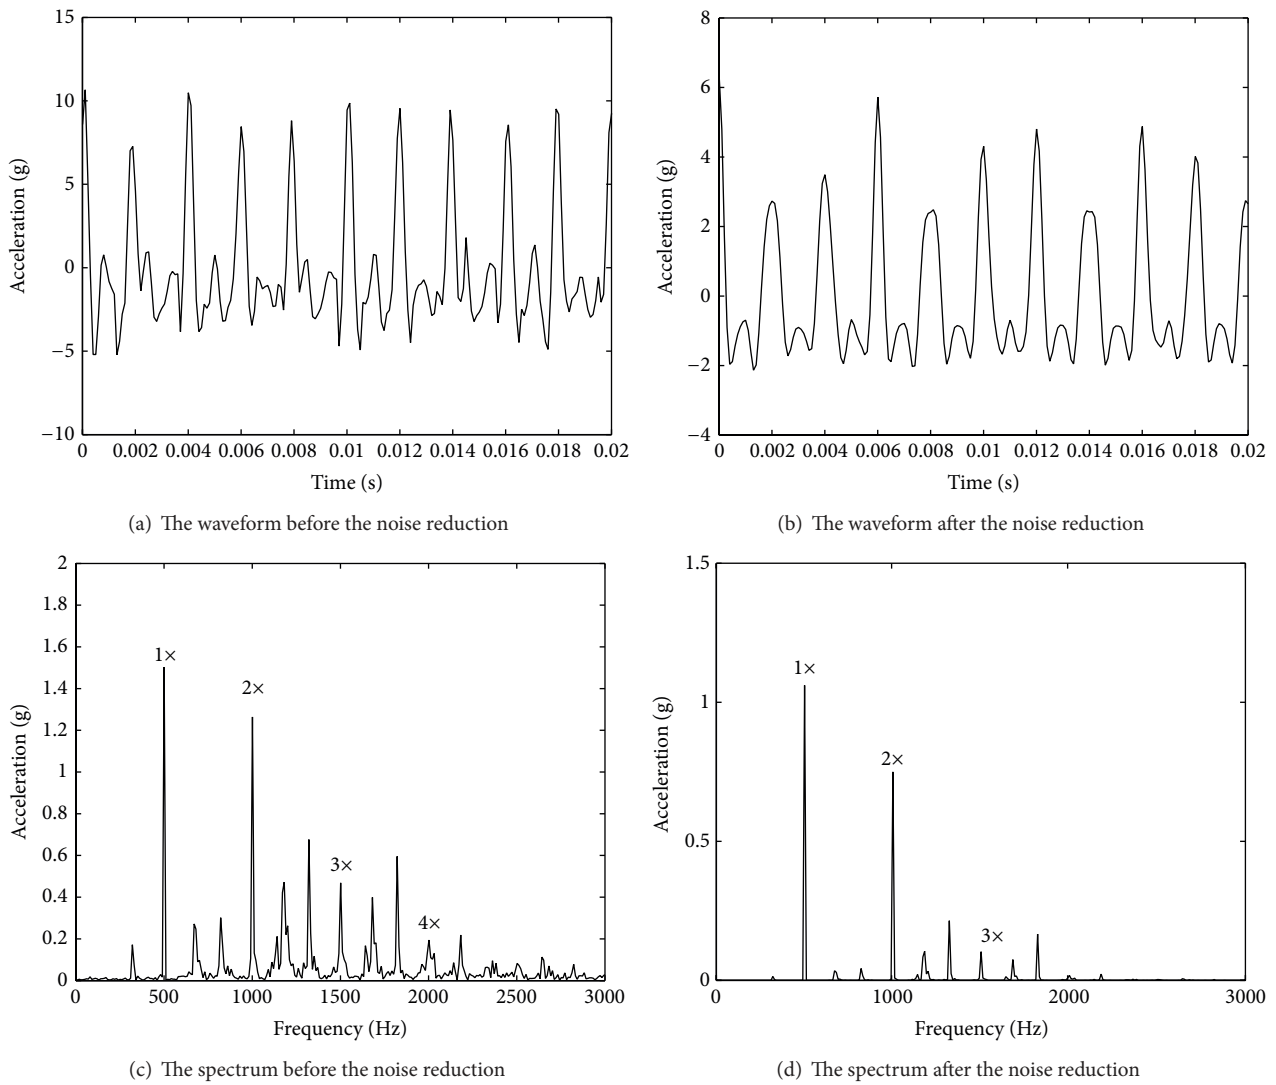 15
10
5
0
−5
−10
Acceleration (g)
0 0.002 0.004 0.006 0.008 0.01 0.012 0.014 0.016 0.018 0.02
Time (s)
(a) The waveform before the noise reduction
8
6
4
2
0
−2
−4
Acceleration (g)
0 0.002 0.004 0.006 0.008 0.01 0.012 0.014 0.016 0.018 0.02
Time (s)
(b) The waveform after the noise reduction
2
1.8
1.6
1.4
1.2
1
0.8
0.6
0.4
0.2
0
Acceleration (g)
1×
2×
3×
4×
0 500 1000 1500 2000 2500 3000
Frequency (Hz)
(c) The spectrum before the noise reduction
1.5
1
0.5
0
Acceleration (g)
1×
2×
3×
0 1000 2000 3000
Frequency (Hz)
(d) The spectrum after the noise reduction